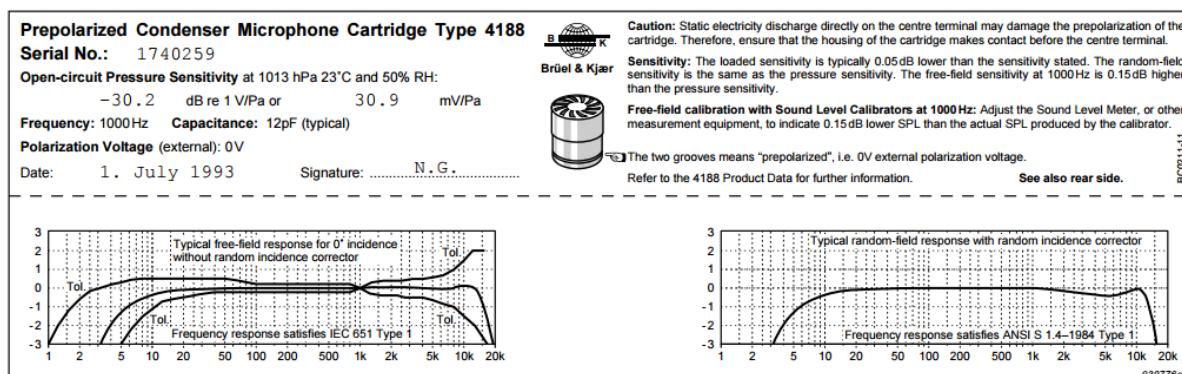 Prepolarized Condenser Microphone Cartridge Type 4188
Serial No.: 1740259
Open-circuit Pressure Sensitivity at 1013 hPa 23°C and 50% RH:
-30.2 dB re 1 V/Pa or 30.9 mV/Pa
Frequency: 1000Hz Capacitance: 12pF (typical)
Polarization Voltage (external): 0V
Date: 1. July 1993 Signature: N.G.
B K
Brüel & Kjær
Caution: Static electricity discharge directly on the centre terminal may damage the prepolarization of the
cartridge. Therefore, ensure that the housing of the cartridge makes contact before the centre terminal.
Sensitivity: The loaded sensitivity is typically 0.05dB lower than the sensitivity stated. The random-field
sensitivity is the same as the pressure sensitivity. The free-field sensitivity at 1000Hz is 0.15dB higher
than the pressure sensitivity.
Free-field calibration with Sound Level Calibrators at 1000Hz: Adjust the Sound Level Meter, or other
measurement equipment, to indicate 0.15dB lower SPL than the actual SPL produced by the calibrator.
The two grooves means “prepolarized”, i.e. 0V external polarization voltage.
Refer to the 4188 Product Data for further information. See also rear side.
3
2
1
0
-1
-2
-3
Typical free-field response for 0° incidence
without random incidence corrector
Tol.
Tol.
Tol.
Tol.
Frequency response satisfies IEC 651 Type 1
1 2 5 10 20 50 100 200 500 1k 2k 5k 10k 20k
3
2
1
0
-1
-2
-3
Typical random-field response with random incidence corrector
Frequency response satisfies ANSI S 1.4–1984 Type 1
1 2 5 10 20 50 100 200 500 1k 2k 5k 10k 20k